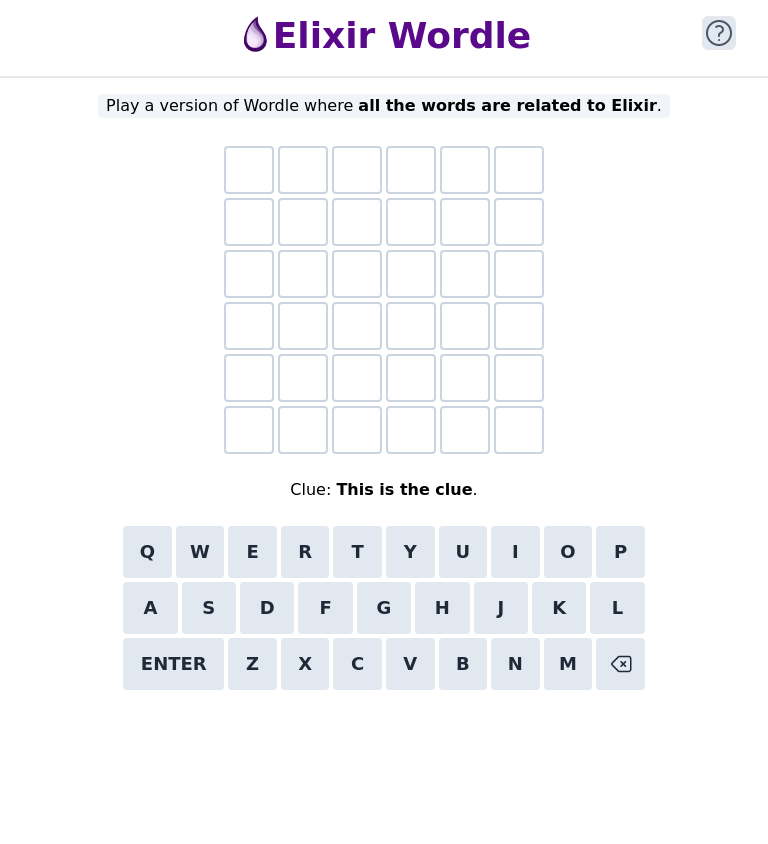 Elixir Wordle
?
Play a version of Wordle where all the words are related to Elixir.
Clue: This is the clue.
Q W E R T Y U I O P
A S D F G H J K L
ENTER Z X C V B N M